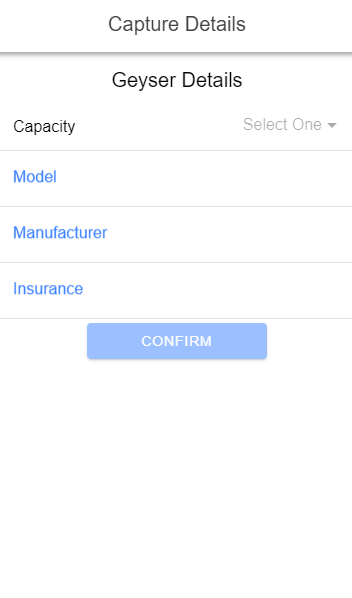 Capture Details
Geyser Details
Capacity Select One
Model
Manufacturer
Insurance
CONFIRM